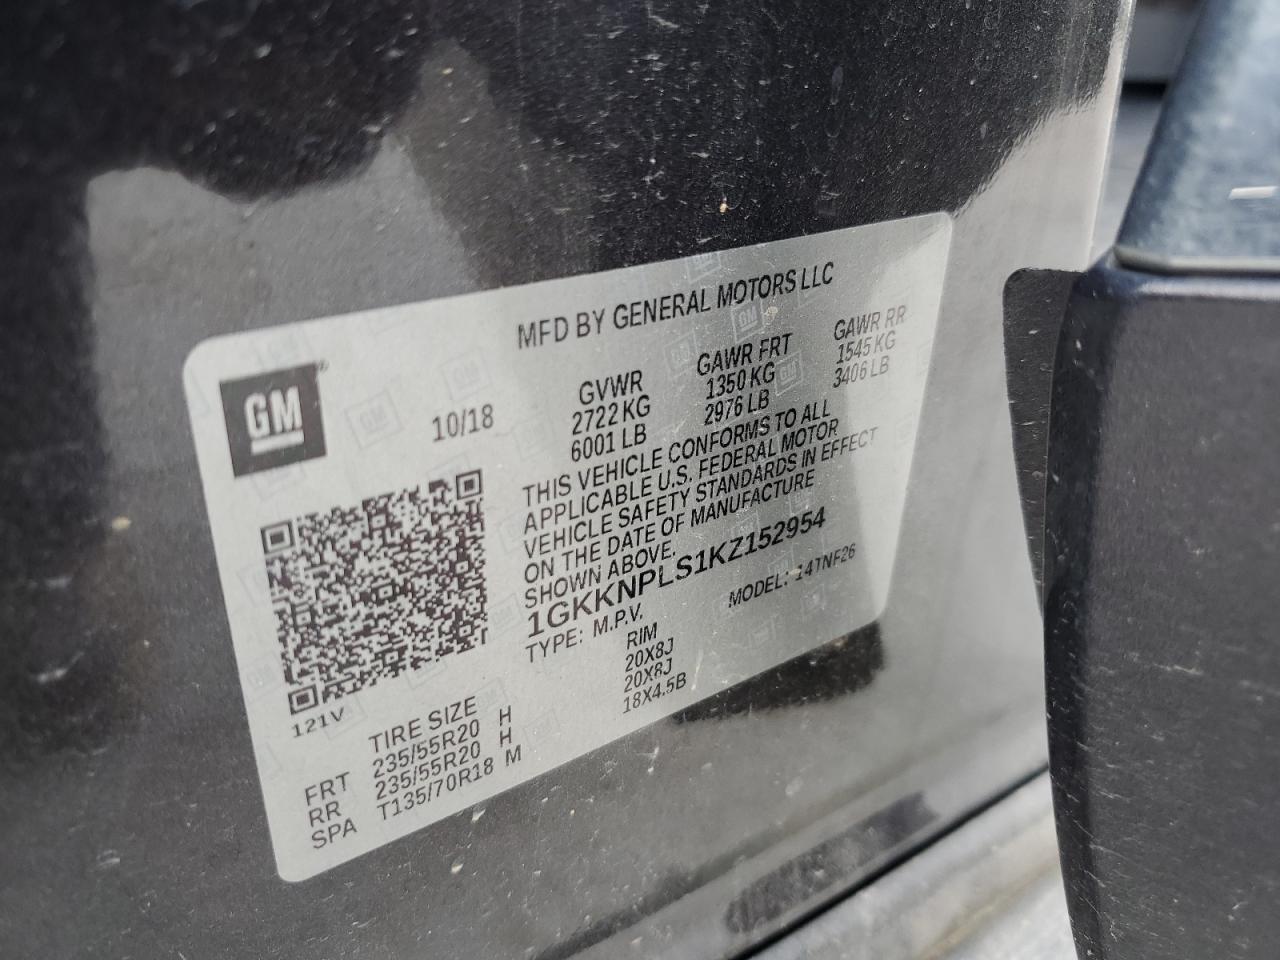 MFD BY GENERAL MOTORS LLC
GM
10/18
GVWR GAWR FRT GAWR RR
2722 KG 1350 KG 1545 KG
6001 LB 2976 LB 3406 LB
THIS VEHICLE CONFORMS TO ALL
APPLICABLE U.S. FEDERAL MOTOR
VEHICLE SAFETY STANDARDS IN EFFECT
ON THE DATE OF MANUFACTURE
SHOWN ABOVE.
1GKKNPLS1KZ152954
TYPE: M.P.V. MODEL: 14TNF26
121V
TIRE SIZE RIM
FRT 235/55R20 H 20X8J
RR 235/55R20 H 20X8J
SPA T135/70R18 M 18X4.5B